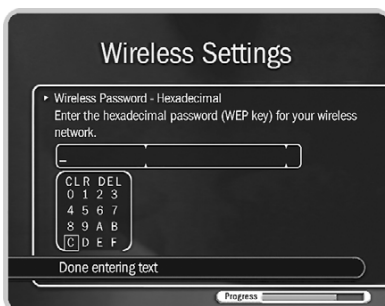 Wireless Settings
Wireless Password - Hexadecimal
Enter the hexadecimal password (WEP key) for your wireless
network.
_
CLR DEL
0 1 2 3
4 5 6 7
8 9 A B
C D E F
Done entering text
Progress